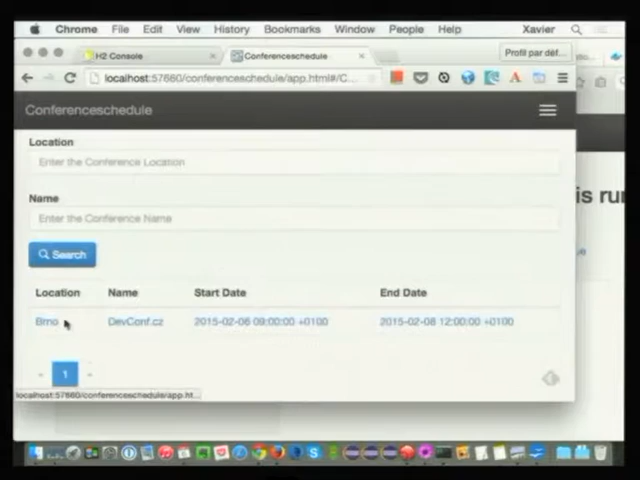 Chrome File Edit View History Bookmarks Window People Help Xavier
H2 Console Conferenceschedule Profil par déf...
localhost:57660/conferenceschedule/app.html#/C...
Conferenceschedule
Location
Enter the Conference Location
is ru
Name
Enter the Conference Name
Search
Location Name Start Date End Date
Brno DevConf.cz 2015-02-06 09:00:00 +0100 2015-02-08 12:00:00 +0100
1
localhost:57660/conferenceschedule/app.ht...